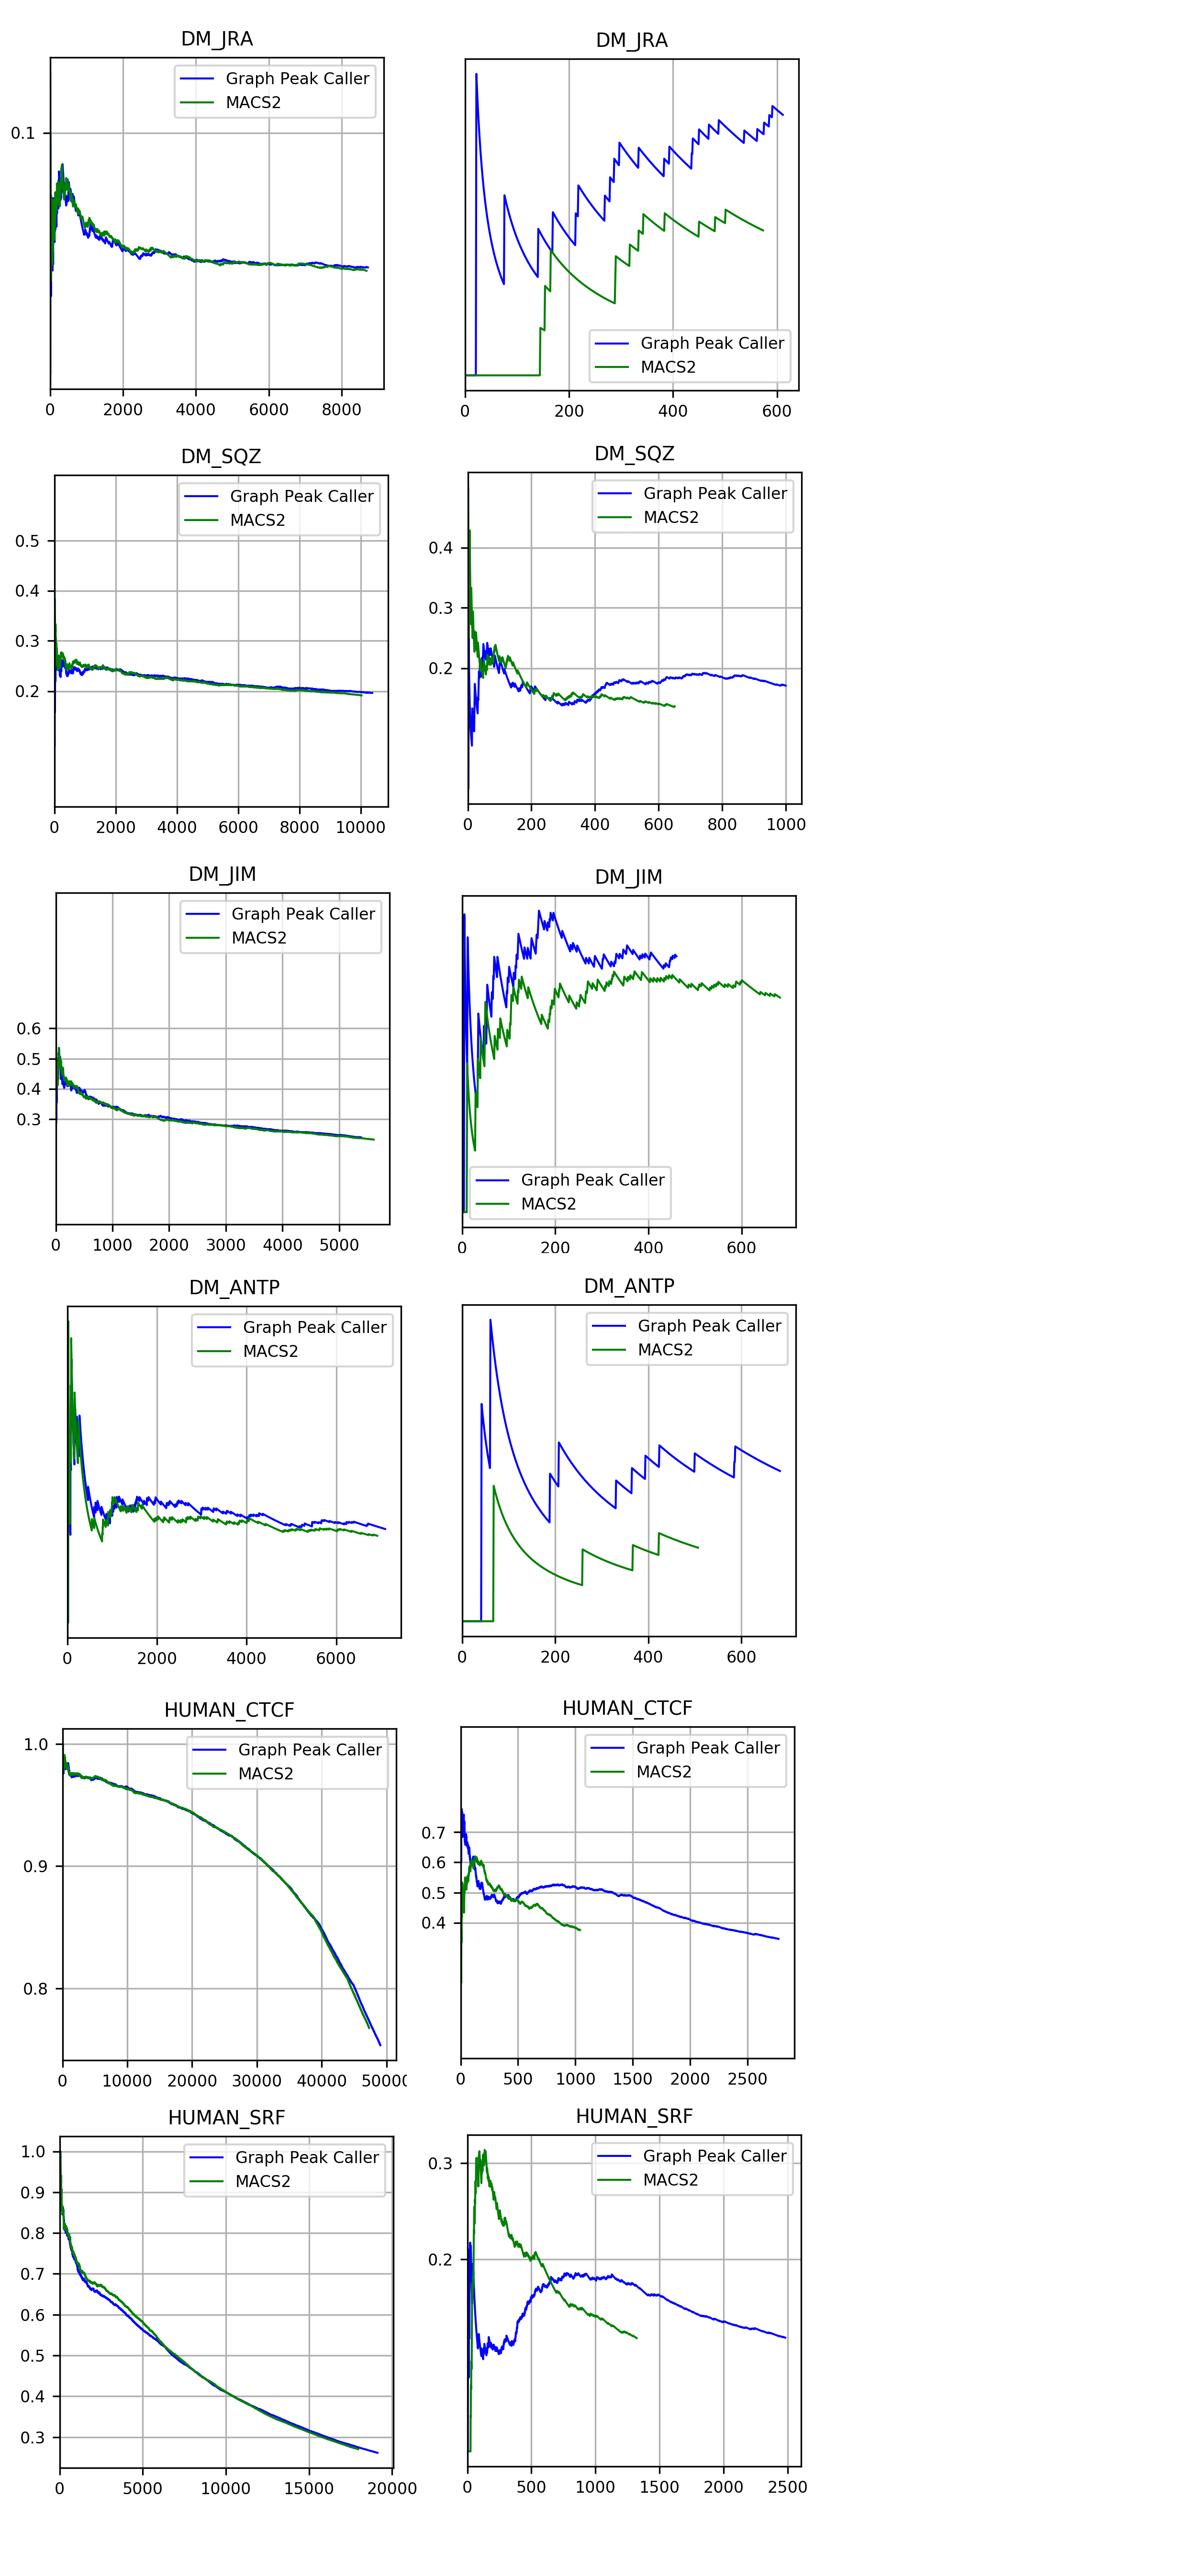 DM_JRA
Graph Peak Caller
MACS2
0.1
0 2000 4000 6000 8000
DM_JRA
Graph Peak Caller
MACS2
0 200 400 600
DM_SQZ
Graph Peak Caller
MACS2
0.5
0.4
0.3
0.2
0 2000 4000 6000 8000 10000
DM_SQZ
Graph Peak Caller
MACS2
0.4
0.3
0.2
0 200 400 600 800 1000
DM_JIM
Graph Peak Caller
MACS2
0.6
0.5
0.4
0.3
0 1000 2000 3000 4000 5000
DM_JIM
Graph Peak Caller
MACS2
0 200 400 600
DM_ANTP
Graph Peak Caller
MACS2
0 2000 4000 6000
DM_ANTP
Graph Peak Caller
MACS2
0 200 400 600
HUMAN_CTCF
Graph Peak Caller
MACS2
1.0
0.9
0.8
0 10000 20000 30000 40000 50000
HUMAN_CTCF
Graph Peak Caller
MACS2
0.7
0.6
0.5
0.4
0 500 1000 1500 2000 2500
HUMAN_SRF
Graph Peak Caller
MACS2
1.0
0.9
0.8
0.7
0.6
0.5
0.4
0.3
0 5000 10000 15000 20000
HUMAN_SRF
Graph Peak Caller
MACS2
0.3
0.2
0 500 1000 1500 2000 2500